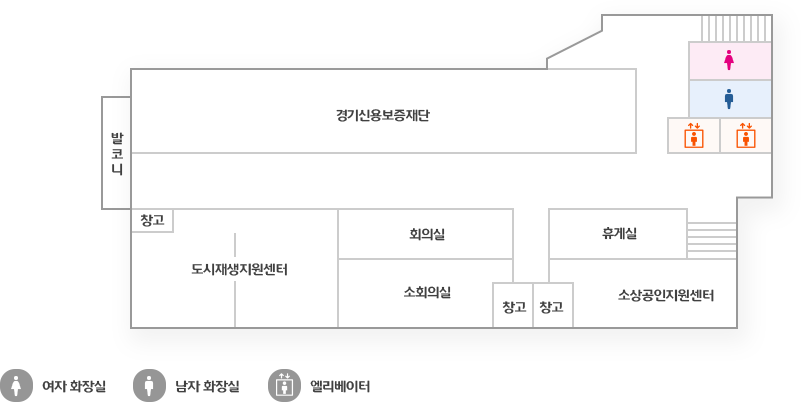 경기신용보증재단
발
코
니
창고
회의실
휴게실
도시재생지원센터
소회의실
소상공인지원센터
창고
창고
여자 화장실
남자 화장실
엘리베이터